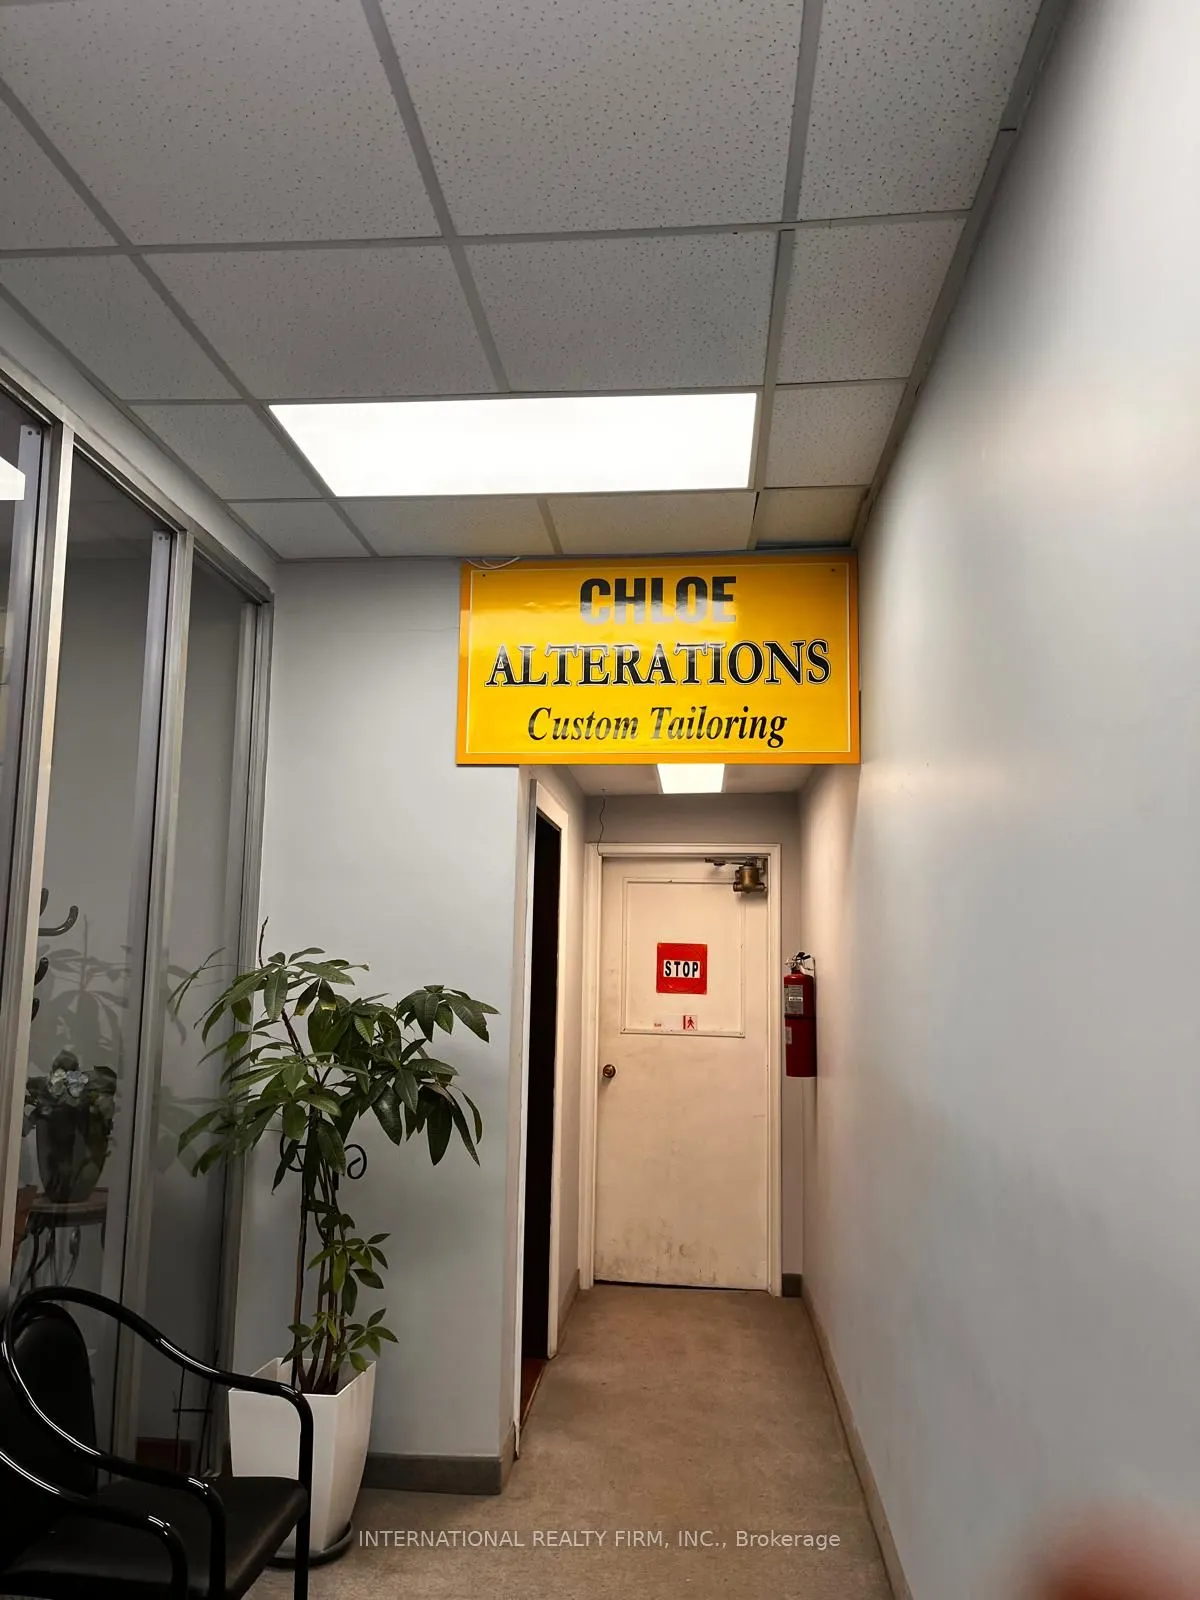 CHLOE
ALTERATIONS
Custom Tailoring
STOP
INTERNATIONAL REALTY FIRM, INC., Brokerage